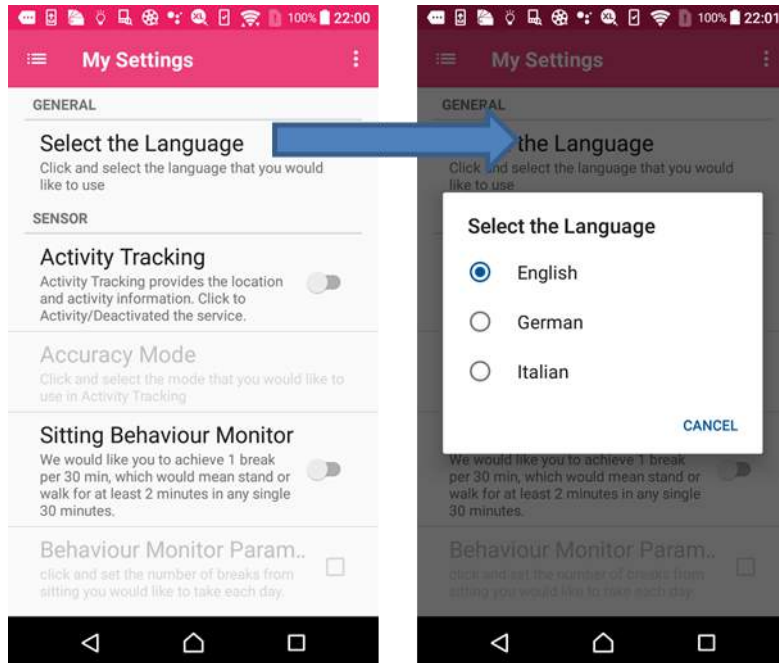 100% 22:00
My Settings
GENERAL
Select the Language
Click and select the language that you would
like to use
SENSOR
Activity Tracking
Activity Tracking provides the location
and activity information. Click to
Activity/Deactivated the service.
Accuracy Mode
Click and select the mode that you would like to
use in Activity Tracking
Sitting Behaviour Monitor
We would like you to achieve 1 break
per 30 min, which would mean stand or
walk for at least 2 minutes in any single
30 minutes.
Behaviour Monitor Param..
click and set the number of breaks from
sitting you would like to take each day.
100% 22:01
My Settings
GENERAL
the Language
Click and select the language that you would
like to use
Select the Language
English
German
Italian
CANCEL
We would like you to achieve 1 break
per 30 min, which would mean stand or
walk for at least 2 minutes in any single
30 minutes.
Behaviour Monitor Param..
click and set the number of breaks from
sitting you would like to take each day.